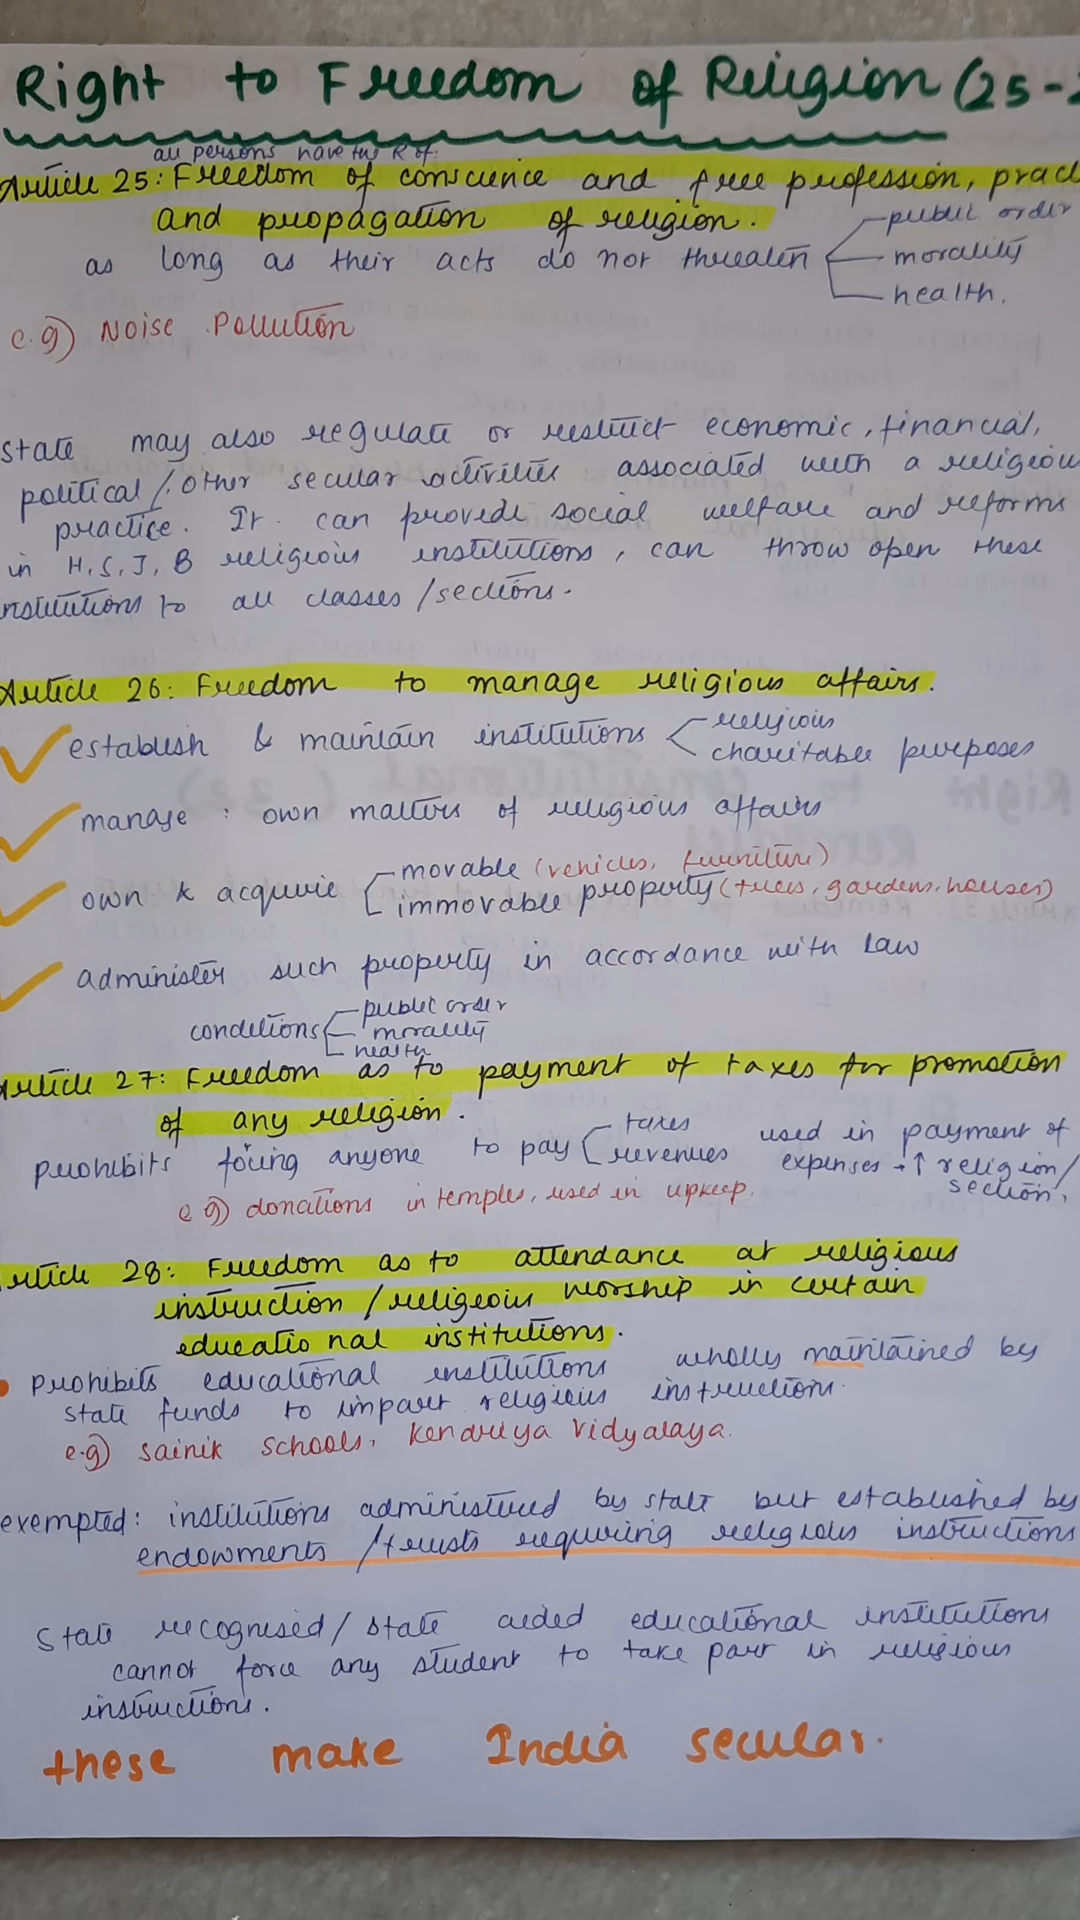 Right to Freedom of Religion (25-
all persons have the R of.
Article 25: Freedom of conscience and free profession, pract
and propagation of religion.
as long as their acts do not threaten
public order
morality
health.
e.g) Noise Pollution
state may also regulate or restrict economic, financial,
political/other secular activities associated with a religiou
practice. It can provide social welfare and reforms
in H, S, J, B religious institutions, can throw open these
nstitutions to all classes/sections.
Article 26: Freedom to manage religious affairs.
establish & maintain institutions
religious
charitable purposes
manage : own matters of religious affairs
own & acquire
movable (vehicles, furniture)
immovable property (trees, gardens, houses)
administer such property in accordance with law
conditions
public order
morality
health
Article 27: Freedom as to payment of taxes for promotion
of any religion.
prohibits foring anyone to pay
taxes
revenues
used in payment of
expenses → ↑ religion/
section.
e g) donations in temples, used in upkeep.
rticle 28: Freedom as to attendance at religious
instruction/religeious worship in certain
educational institutions.
• prohibits educational institutions wholly maintained by
state funds to impart religious instructions.
e.g) sainik schools, kendriya vidyalaya.
exempted: institutions administered by state but established by
endowments /trusts requiring religious instructions
state recognised/state aided educational institutions
cannot force any student to take part in religious
instructions.
these make India secular.